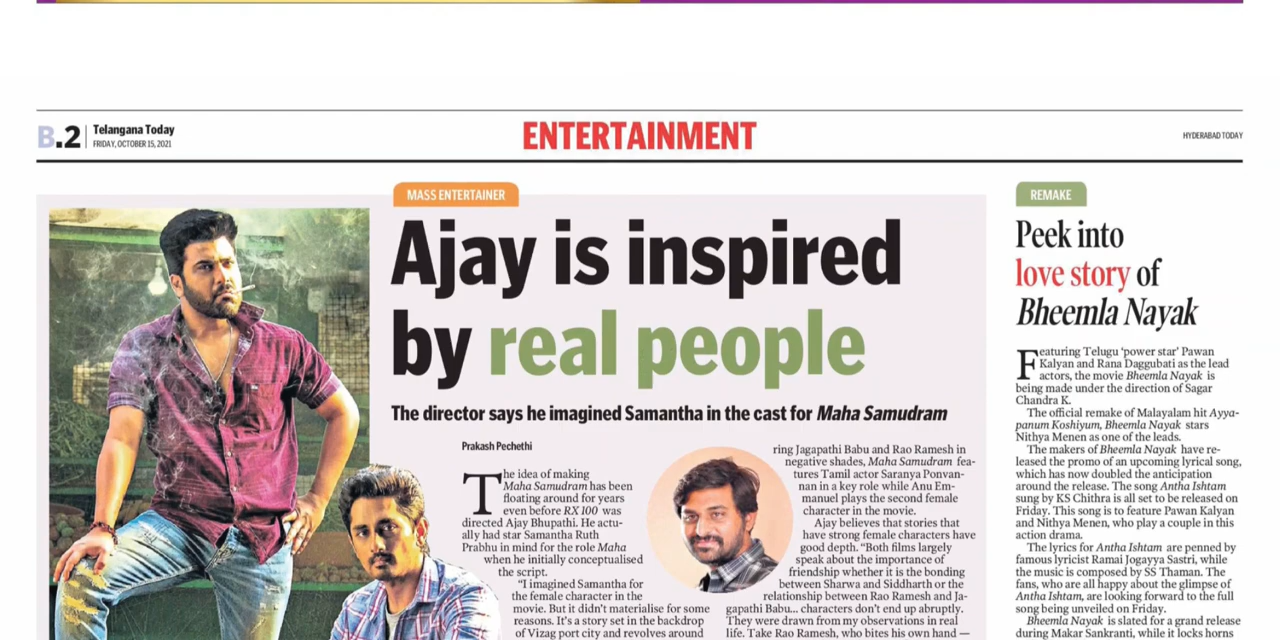 B.2
Telangana Today
FRIDAY, OCTOBER 15, 2021
ENTERTAINMENT
HYDERABAD TODAY
MASS ENTERTAINER
Ajay is inspired
by real people
The director says he imagined Samantha in the cast for Maha Samudram
Prakash Pechethi
The idea of making
Maha Samudram has been
floating around for years
even before RX 100 was
directed Ajay Bhupathi. He actu-
ally had star Samantha Ruth
Prabhu in mind for the role Maha
when he initially conceptualised
the script.
"I imagined Samantha for
the female character in the
movie. But it didn't materialise for some
reasons. It's a story set in the backdrop
of Vizag port city and revolves around
ring Jagapathi Babu and Rao Ramesh in
negative shades, Maha Samudram fea-
tures Tamil actor Saranya Ponvan-
nan in a key role while Anu Em-
manuel plays the second female
character in the movie.
Ajay believes that stories that
have strong female characters have
good depth. "Both films largely
speak about the importance of
friendship whether it is the bonding
between Sharwa and Siddharth or the
relationship between Rao Ramesh and Ja-
gapathi Babu... characters don't end up abruptly.
They were drawn from my observations in real
life. Take Rao Ramesh, who bites his own hand —
REMAKE
Peek into
love story of
Bheemla Nayak
Featuring Telugu 'power star' Pawan
Kalyan and Rana Daggubati as the lead
actors, the movie Bheemla Nayak is
being made under the direction of Sagar
Chandra K.
The official remake of Malayalam hit Ayya-
panum Koshiyum, Bheemla Nayak stars
Nithya Menen as one of the leads.
The makers of Bheemla Nayak have re-
leased the promo of an upcoming lyrical song,
which has now doubled the anticipation
around the release. The song Antha Ishtam
sung by KS Chithra is all set to be released on
Friday. This song is to feature Pawan Kalyan
and Nithya Menen, who play a couple in this
action drama.
The lyrics for Antha Ishtam are penned by
famous lyricist Ramai Jogayya Sastry, while
the music is composed by SS Thaman. The
fans, who are all happy about the glimpse of
Antha Ishtam, are looking forward to the full
song being unveiled on Friday.
Bheemla Nayak is slated for a grand release
during Makar Sankranti, while it locks horns